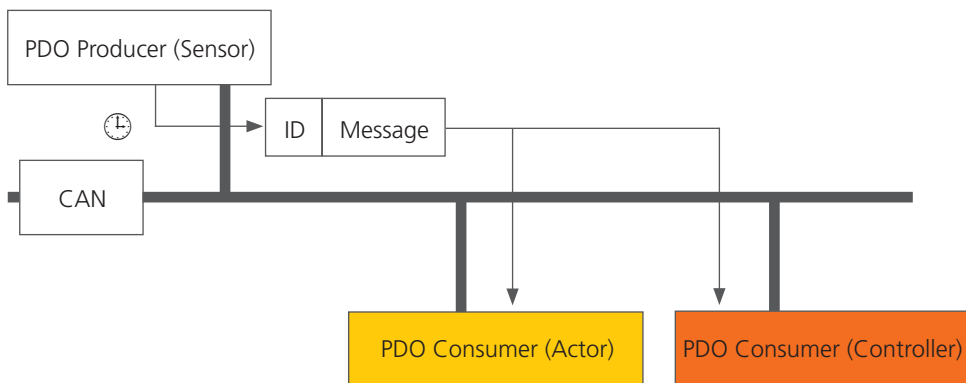 PDO Producer (Sensor)
ID
Message
CAN
PDO Consumer (Actor)
PDO Consumer (Controller)